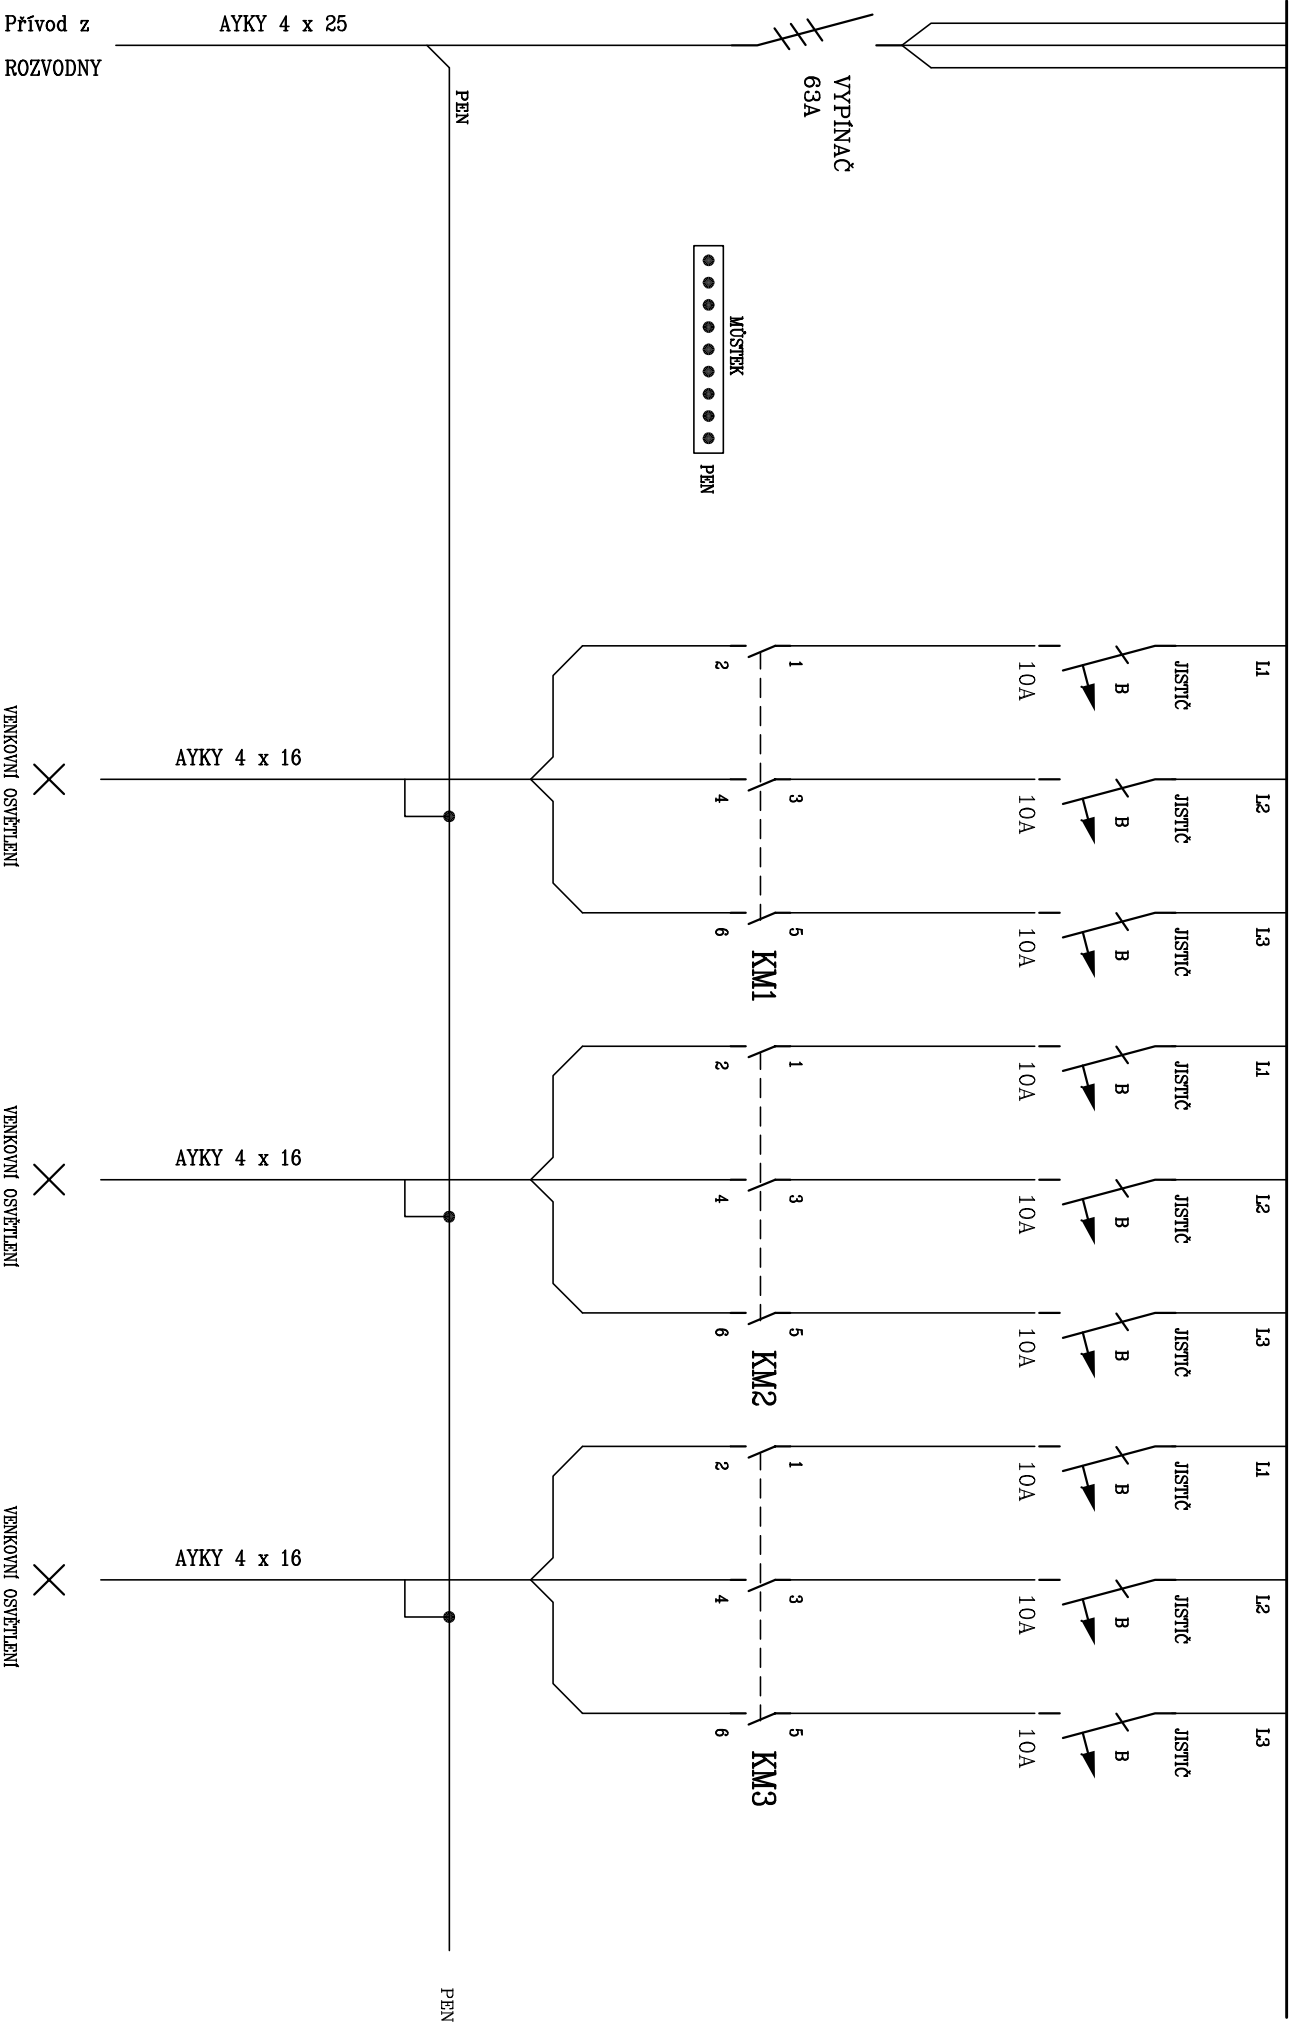 Přívod z
ROZVODNY
AYKY 4 x 25
PEN
VYPÍNAČ
63A
MŮSTEK
PEN
L1
JISTIČ
B
10A
1
2
L2
JISTIČ
B
10A
3
4
L3
JISTIČ
B
10A
5
6
KM1
AYKY 4 x 16
VENKOVNÍ OSVĚTLENÍ
L1
JISTIČ
B
10A
1
2
L2
JISTIČ
B
10A
3
4
L3
JISTIČ
B
10A
5
6
KM2
AYKY 4 x 16
VENKOVNÍ OSVĚTLENÍ
L1
JISTIČ
B
10A
1
2
L2
JISTIČ
B
10A
3
4
L3
JISTIČ
B
10A
5
6
KM3
AYKY 4 x 16
VENKOVNÍ OSVĚTLENÍ
PEN